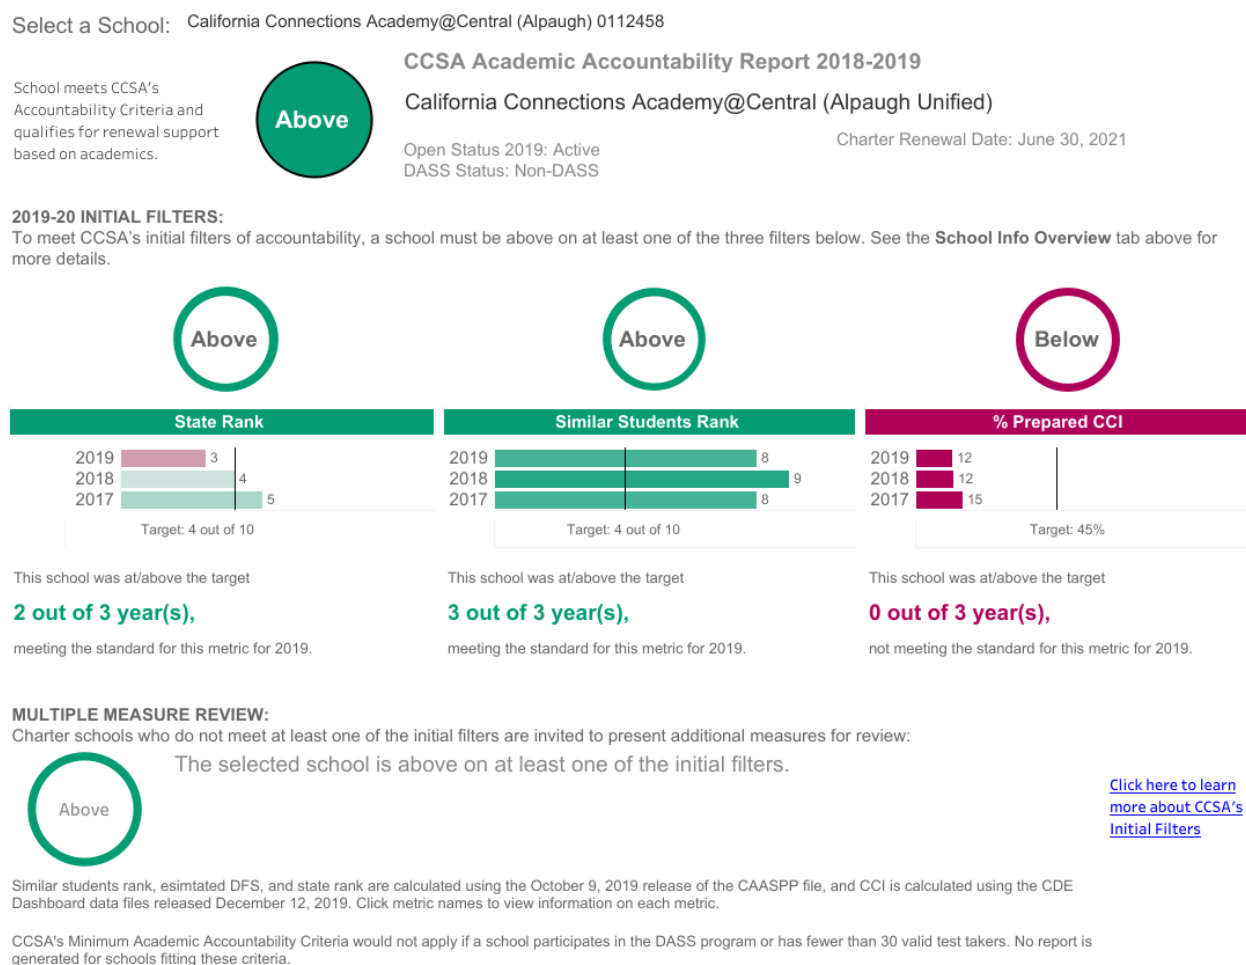 Select a School: California Connections Academy@Central (Alpaugh) 0112458
School meets CCSA's
Accountability Criteria and
qualifies for renewal support
based on academics.
Above
CCSA Academic Accountability Report 2018-2019
California Connections Academy@Central (Alpaugh Unified)
Open Status 2019: Active
DASS Status: Non-DASS
Charter Renewal Date: June 30, 2021
2019-20 INITIAL FILTERS:
To meet CCSA's initial filters of accountability, a school must be above on at least one of the three filters below. See the School Info Overview tab above for
more details.
Above
State Rank
2019 3
2018 4
2017 5
Target: 4 out of 10
This school was at/above the target
2 out of 3 year(s),
meeting the standard for this metric for 2019.
Above
Similar Students Rank
2019 8
2018 9
2017 8
Target: 4 out of 10
This school was at/above the target
3 out of 3 year(s),
meeting the standard for this metric for 2019.
Below
% Prepared CCI
2019 12
2018 12
2017 15
Target: 45%
This school was at/above the target
0 out of 3 year(s),
not meeting the standard for this metric for 2019.
MULTIPLE MEASURE REVIEW:
Charter schools who do not meet at least one of the initial filters are invited to present additional measures for review:
Above
The selected school is above on at least one of the initial filters.
Click here to learn
more about CCSA's
Initial Filters
Similar students rank, esimtated DFS, and state rank are calculated using the October 9, 2019 release of the CAASPP file, and CCI is calculated using the CDE
Dashboard data files released December 12, 2019. Click metric names to view information on each metric.
CCSA's Minimum Academic Accountability Criteria would not apply if a school participates in the DASS program or has fewer than 30 valid test takers. No report is
generated for schools fitting these criteria.